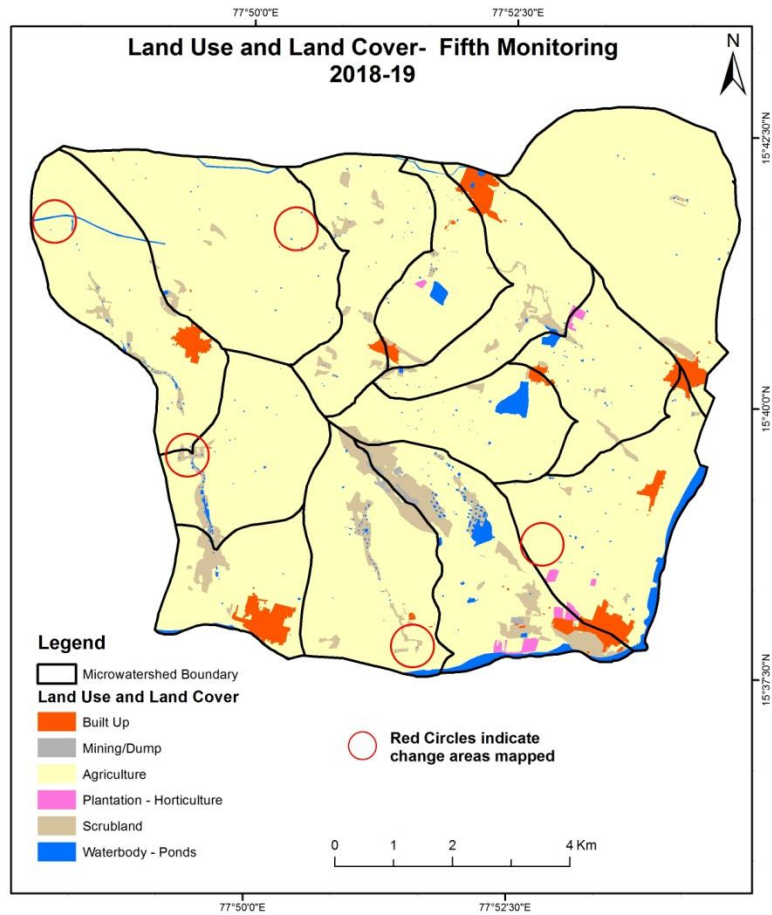 77°50'0"E
77°52'30"E
Land Use and Land Cover-  Fifth Monitoring
2018-19
N
15°42'30"N
15°40'0"N
15°37'30"N
Legend
Microwatershed Boundary
Land Use and Land Cover
Built Up
Mining/Dump
Agriculture
Plantation - Horticulture
Scrubland
Waterbody - Ponds
Red Circles indicate
change areas mapped
0 1 2 4 Km
77°50'0"E
77°52'30"E